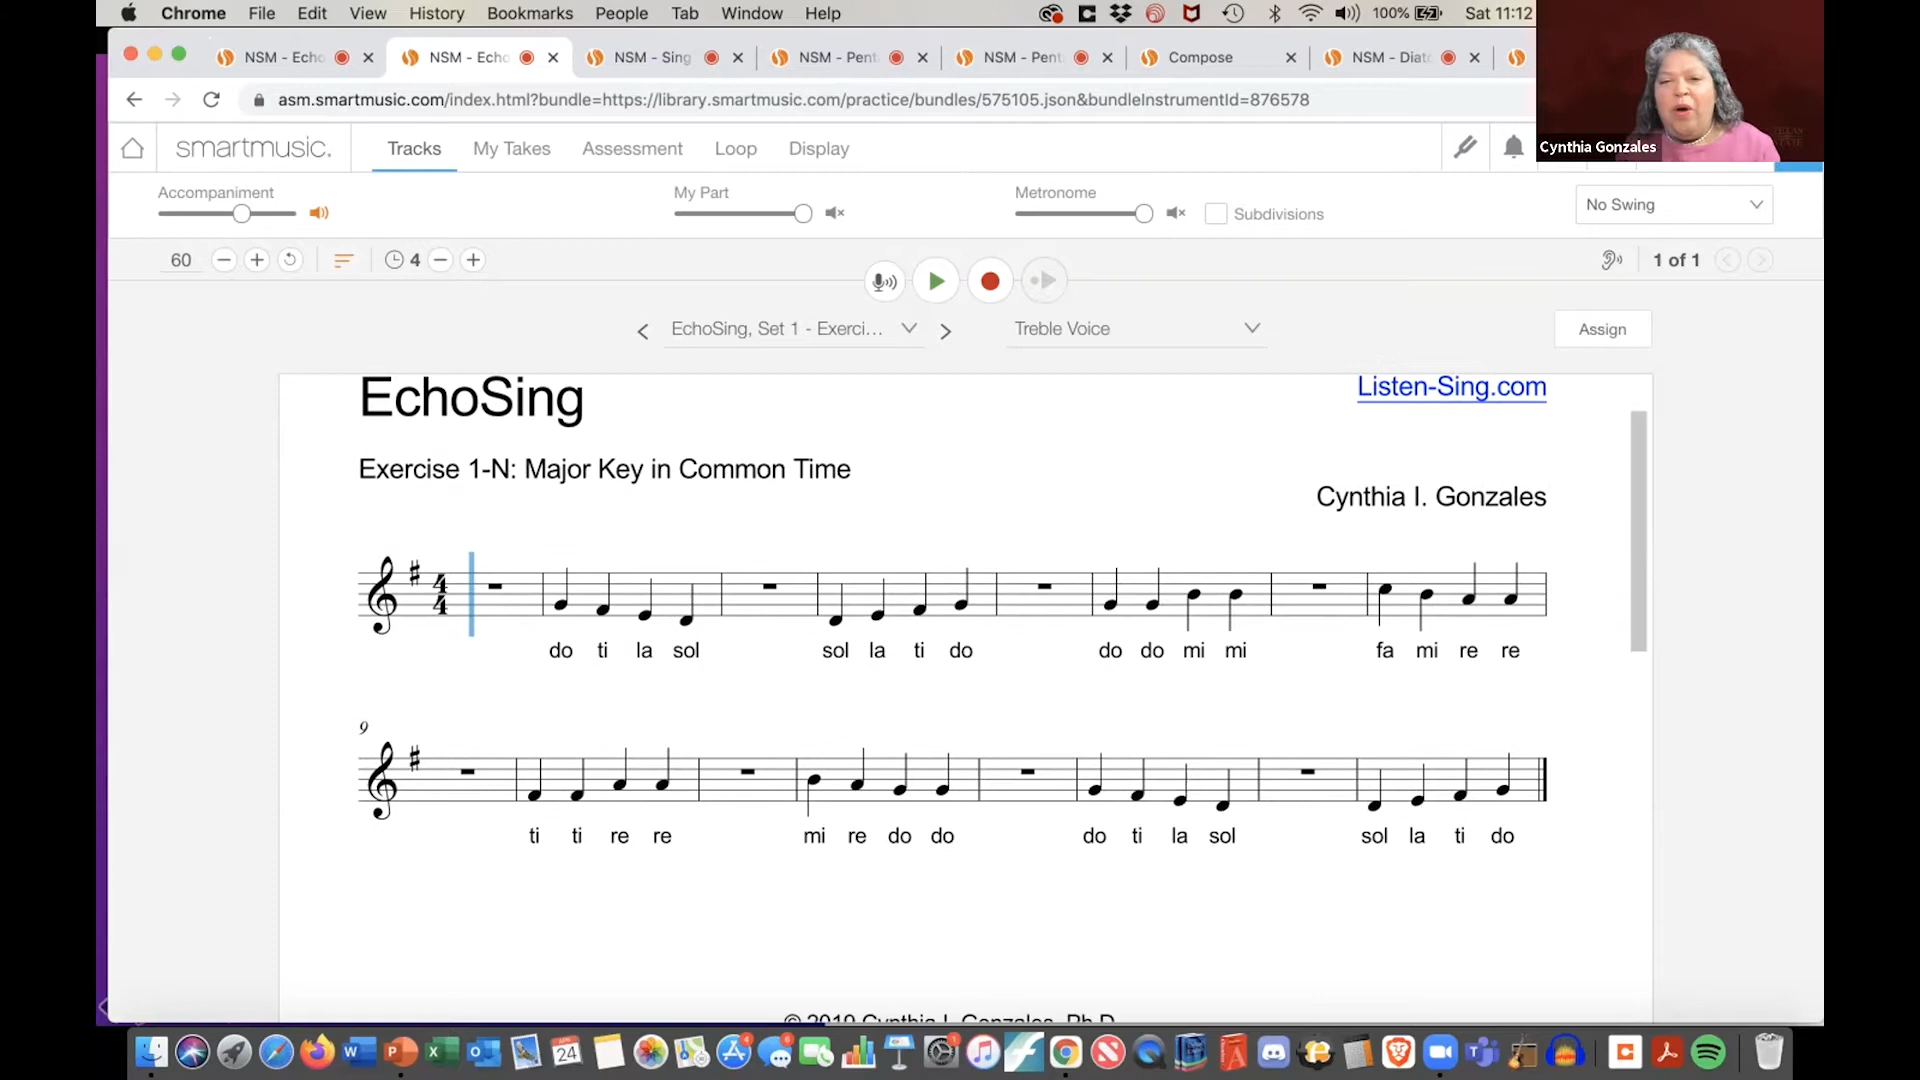 Chrome File Edit View History Bookmarks People Tab Window Help 100% Sat 11:12
NSM - Echo NSM - Echo NSM - Sing NSM - Pent NSM - Pent Compose NSM - Diat
asm.smartmusic.com/index.html?bundle=https://library.smartmusic.com/practice/bundles/575105.json&bundleInstrumentId=876578
Cynthia Gonzales
smartmusic. Tracks My Takes Assessment Loop Display
Accompaniment My Part Metronome Subdivisions No Swing
60 4 1 of 1
EchoSing, Set 1 - Exerci... Treble Voice Assign
EchoSing
Listen-Sing.com
Exercise 1-N: Major Key in Common Time
Cynthia I. Gonzales
do ti la sol sol la ti do do do mi mi fa mi re re
9
ti ti re re mi re do do do ti la sol sol la ti do
© 2019 Cynthia I. Gonzales, Ph.D.
24